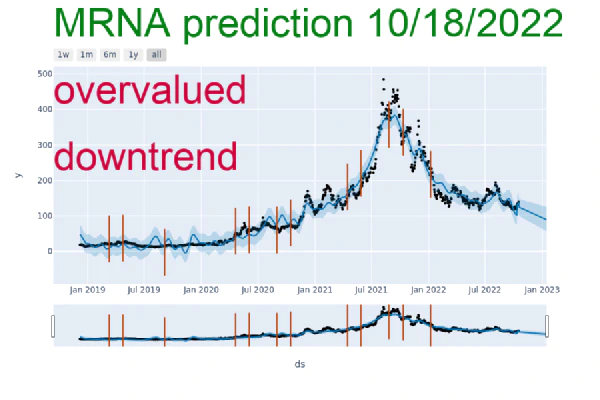 MRNA prediction 10/18/2022
1w 1m 6m 1y all
overvalued
downtrend
500
400
300
200
100
0
y
Jan 2019 Jul 2019 Jan 2020 Jul 2020 Jan 2021 Jul 2021 Jan 2022 Jul 2022 Jan 2023
ds